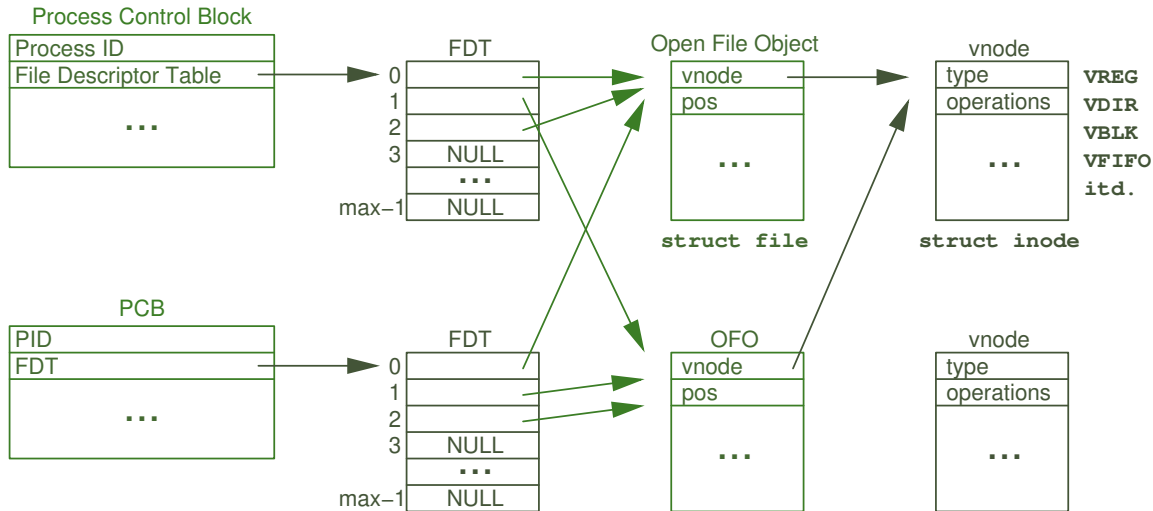 Process Control Block
Process ID
File Descriptor Table
...
FDT
0
1
2
3 NULL
...
max−1 NULL
Open File Object
vnode
pos
...
struct file
vnode
type
operations
...
struct inode
VREG
VDIR
VBLK
VFIFO
itd.
PCB
PID
FDT
...
FDT
0
1
2
3 NULL
...
max−1 NULL
OFO
vnode
pos
...
vnode
type
operations
...